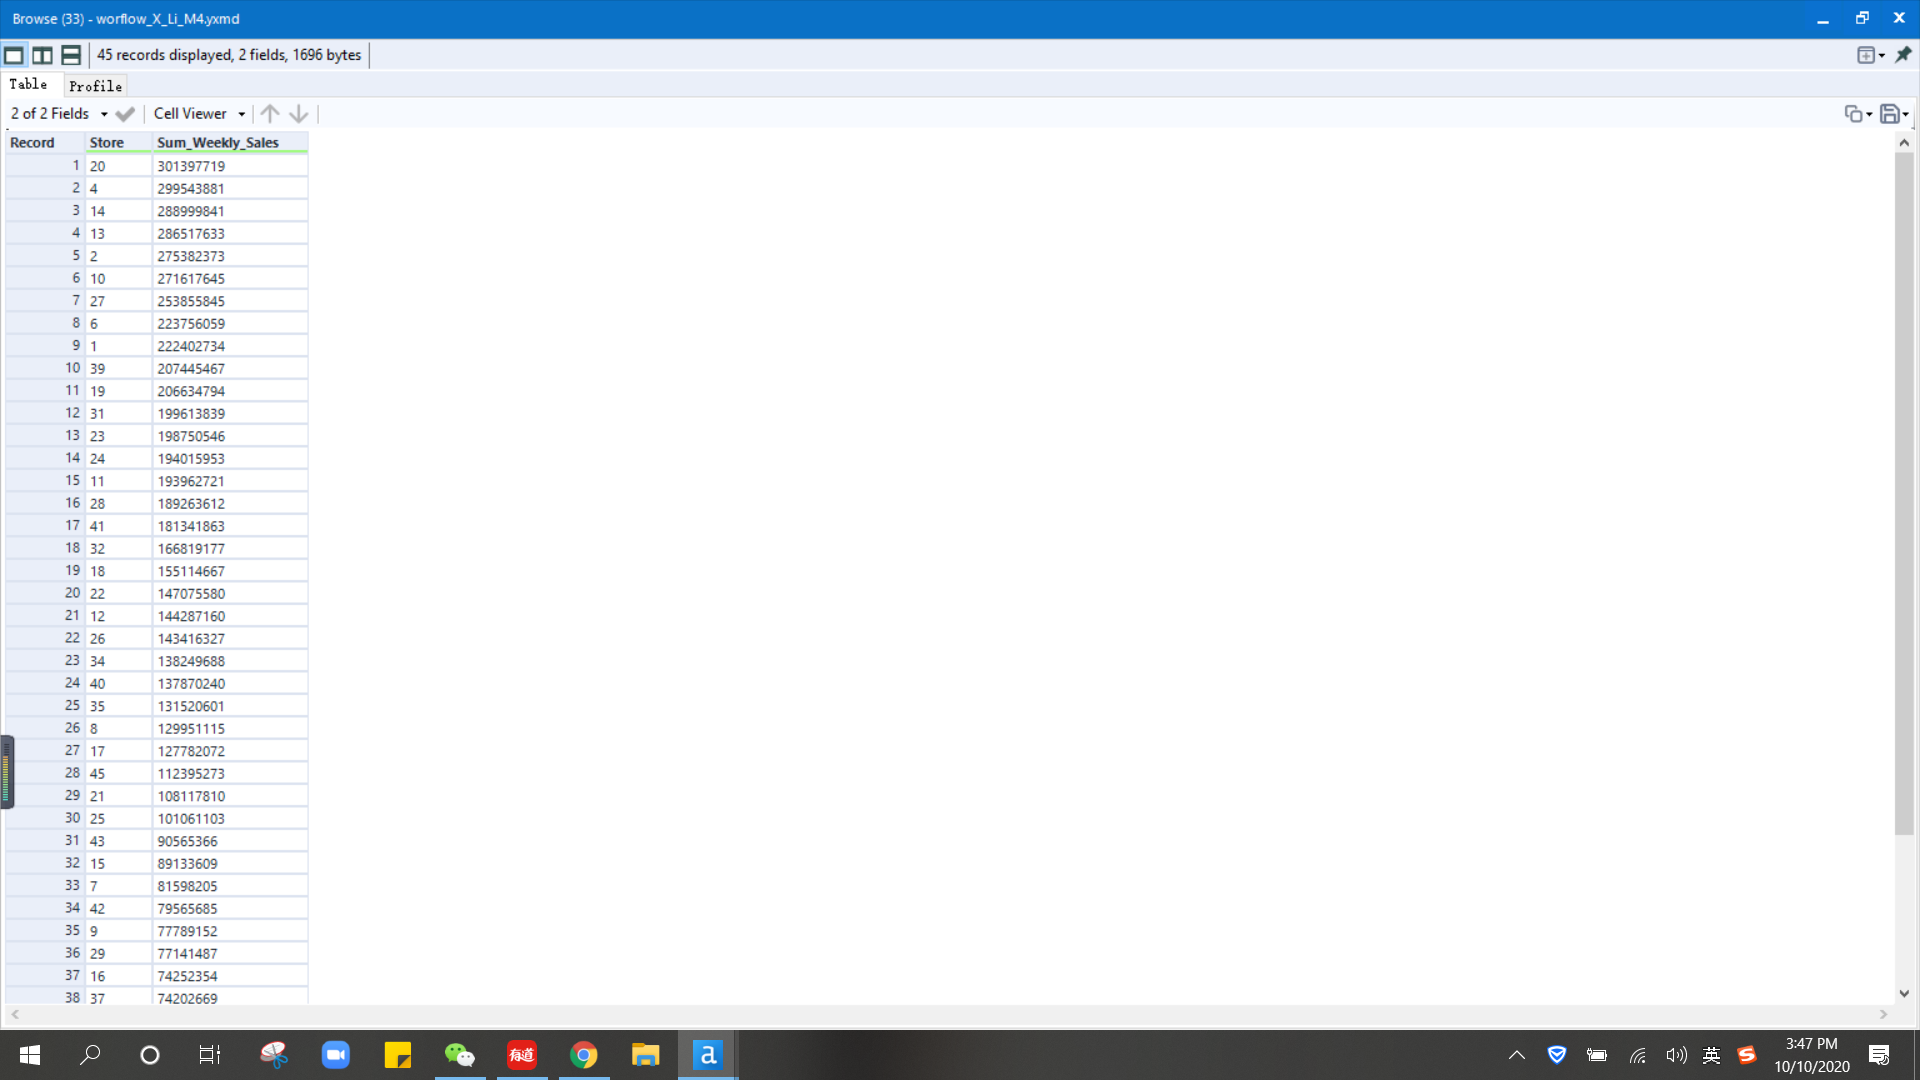 Browse (33) - worflow_X_Li_M4.yxmd
45 records displayed, 2 fields, 1696 bytes
Table Profile
2 of 2 Fields Cell Viewer
Record Store Sum_Weekly_Sales
1 20 301397719
2 4 299543881
3 14 288999841
4 13 286517633
5 2 275382373
6 10 271617645
7 27 253855845
8 6 223756059
9 1 222402734
10 39 207445467
11 19 206634794
12 31 199613839
13 23 198750546
14 24 194015953
15 11 193962721
16 28 189263612
17 41 181341863
18 32 166819177
19 18 155114667
20 22 147075580
21 12 144287160
22 26 143416327
23 34 138249688
24 40 137870240
25 35 131520601
26 8 129951115
27 17 127782072
28 45 112395273
29 21 108117810
30 25 101061103
31 43 90565366
32 15 89133609
33 7 81598205
34 42 79565685
35 9 77789152
36 29 77141487
37 16 74252354
38 37 74202669
有道
a
英
S
3:47 PM
10/10/2020